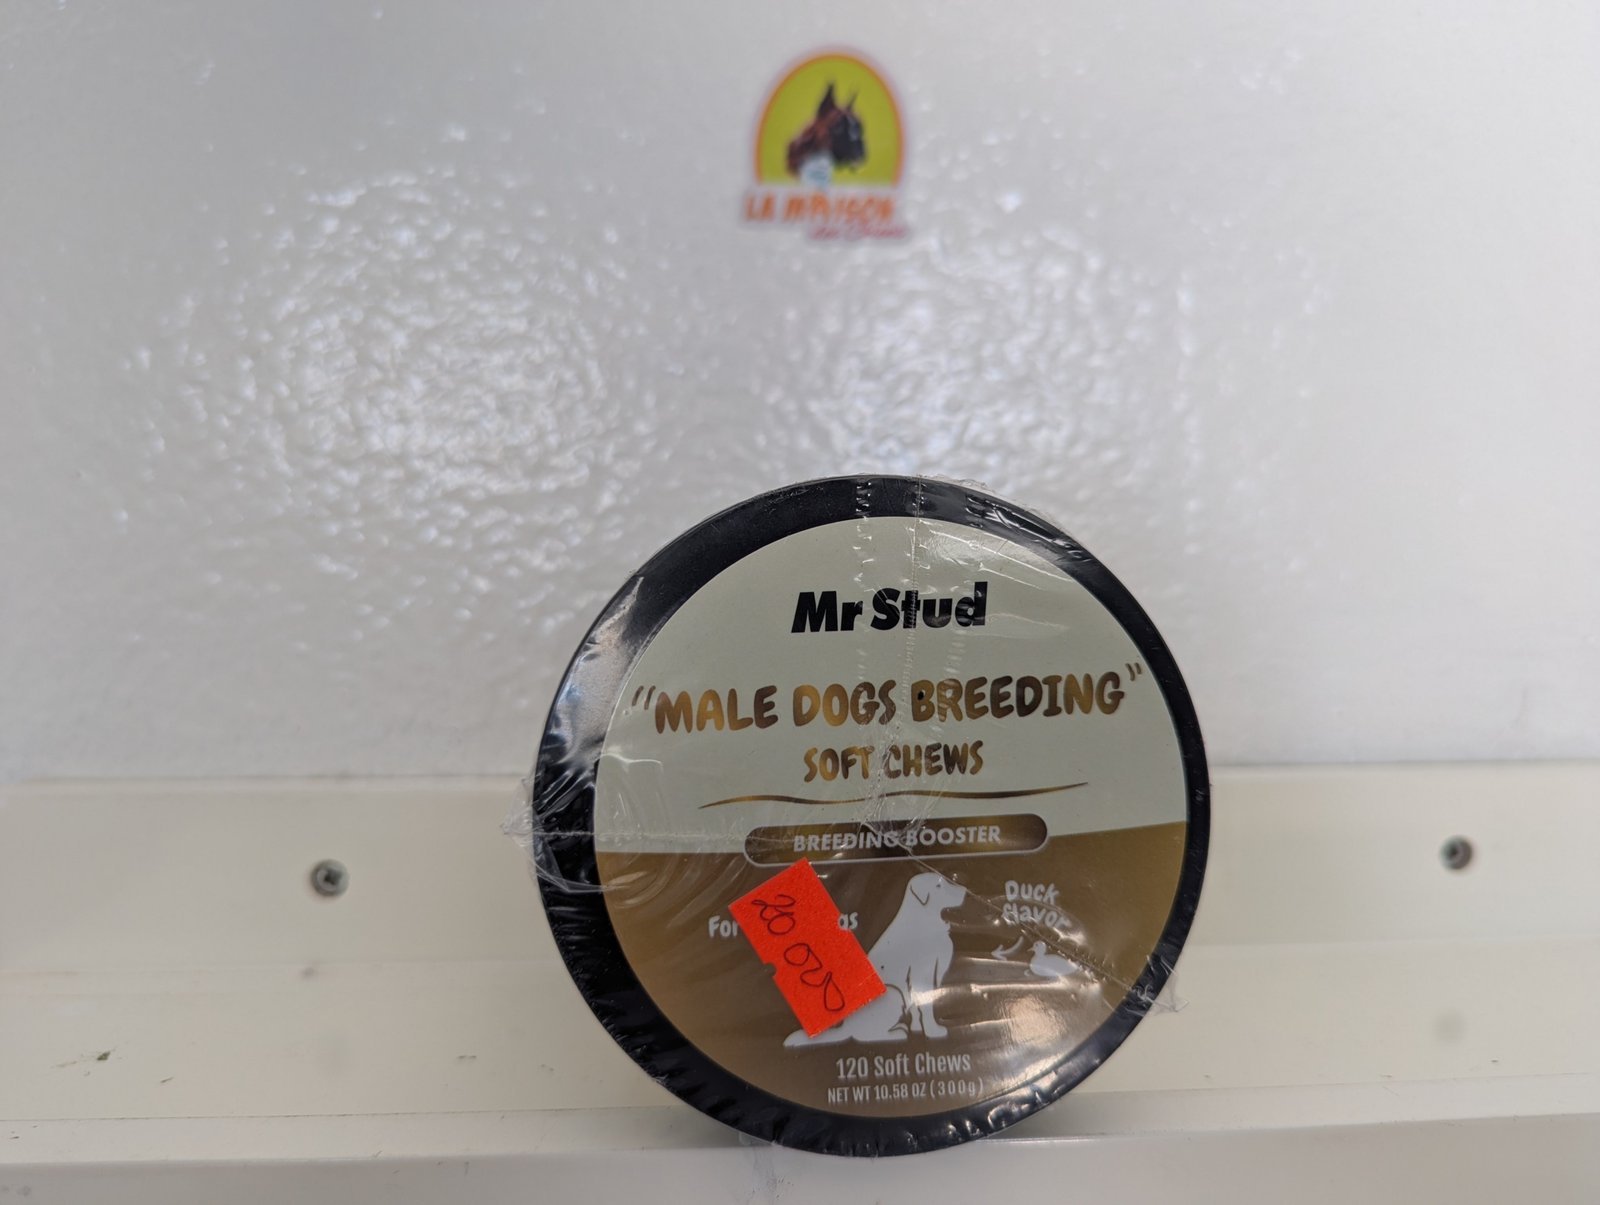 LA MAISON
Mr Stud
"MALE DOGS BREEDING"
SOFT CHEWS
BREEDING BOOSTER
For
20 000
Duck
flavor
120 Soft Chews
NET WT 10.58 OZ (300g)